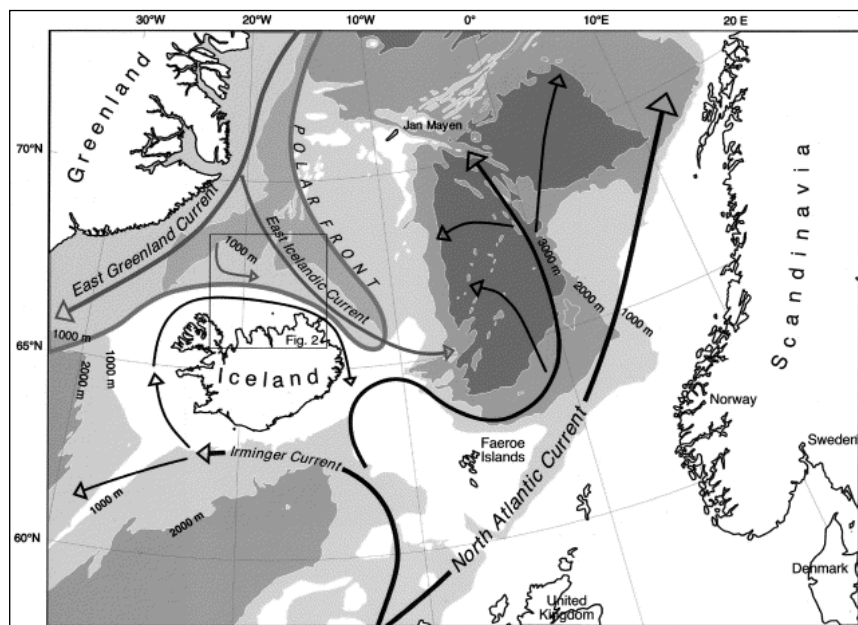 30°W
20°W
10°W
0°
10°E
20 E
Greenland
Jan Mayen
70°N
POLAR FRONT
Scandinavia
East Greenland Current
1000 m
East Icelandic Current
3000 m
2000 m
1000 m
1000 m
65°N
1000 m
2000 m
Fig. 2
Iceland
Norway
Sweden
Faeroe
Islands
North Atlantic Current
Irminger Current
1000 m
2000 m
60°N
Denmark
United
Kingdom